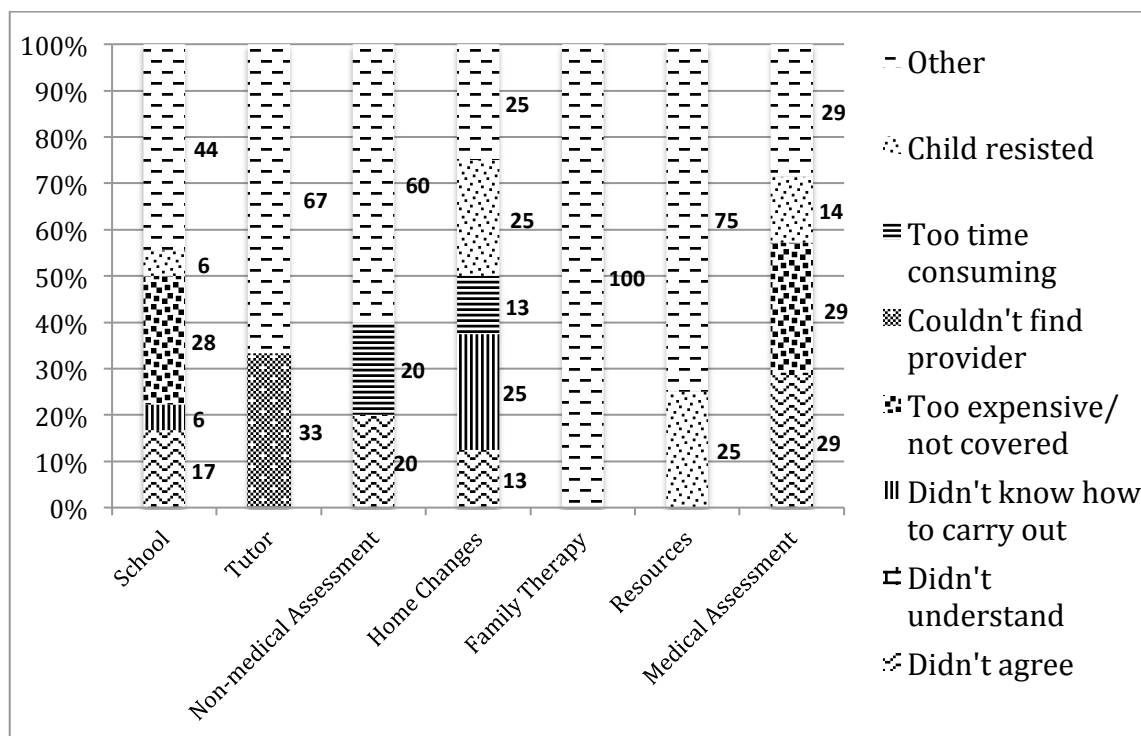 100%
90%
80%
70%
60%
50%
40%
30%
20%
10%
0%
44
6
28
6
17
67
33
60
20
20
25
25
13
25
13
100
75
25
29
14
29
29
School
Tutor
Non-medical Assessment
Home Changes
Family Therapy
Resources
Medical Assessment
Other
Child resisted
Too time
consuming
Couldn't find
provider
Too expensive/
not covered
Didn't know how
to carry out
Didn't
understand
Didn't agree